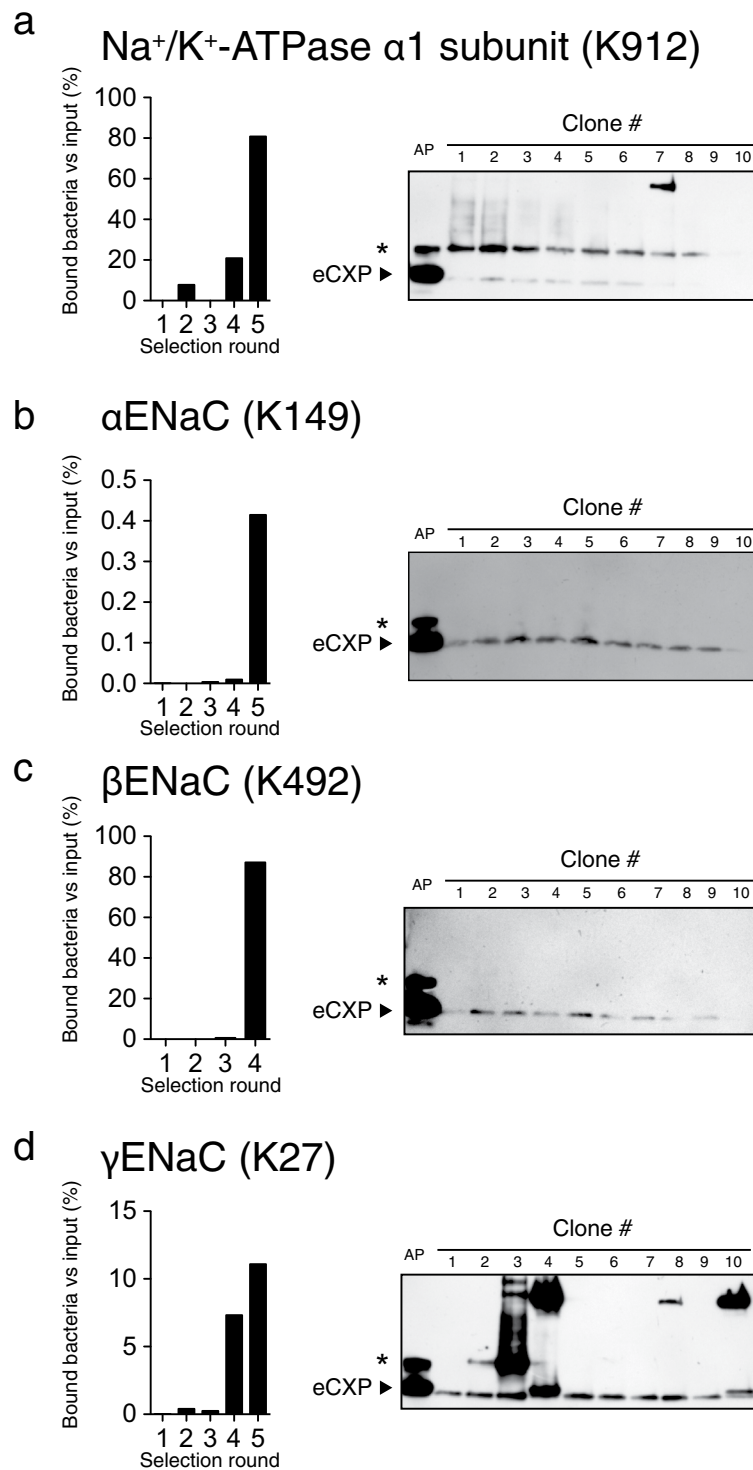 a
Na+/K+-ATPase α1 subunit (K912)
Bound bacteria vs input (%)
100
80
60
40
20
0
1 2 3 4 5
Selection round
Clone #
AP 1 2 3 4 5 6 7 8 9 10
*
eCXP ►
b
αENaC (K149)
Bound bacteria vs input (%)
0.5
0.4
0.3
0.2
0.1
0.0
1 2 3 4 5
Selection round
Clone #
AP 1 2 3 4 5 6 7 8 9 10
*
eCXP ►
c
βENaC (K492)
Bound bacteria vs input (%)
100
80
60
40
20
0
1 2 3 4
Selection round
Clone #
AP 1 2 3 4 5 6 7 8 9 10
*
eCXP ►
d
γENaC (K27)
Bound bacteria vs input (%)
15
10
5
0
1 2 3 4 5
Selection round
Clone #
AP 1 2 3 4 5 6 7 8 9 10
*
eCXP ►